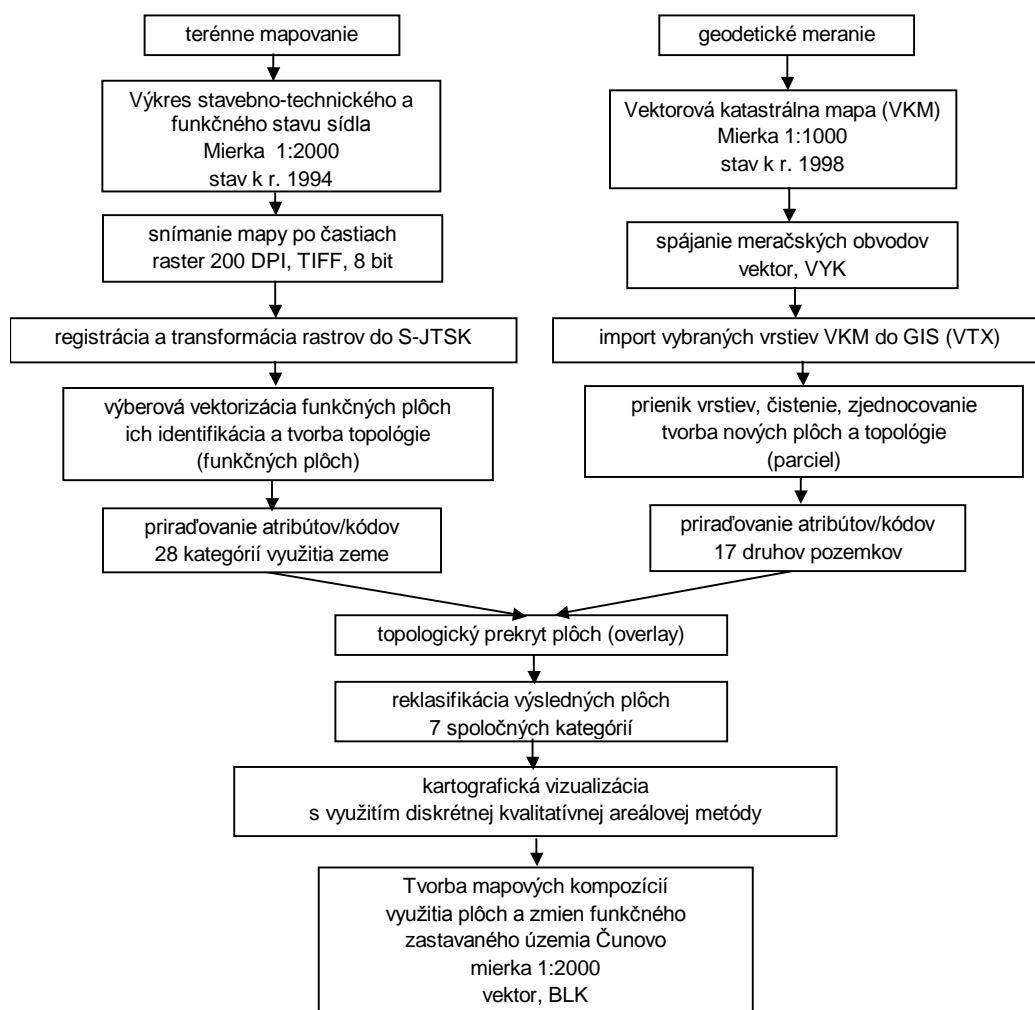 terénne mapovanie
Výkres stavebno-technického a
funkčného stavu sídla
Mierka 1:2000
stav k r. 1994
snímanie mapy po častiach
raster 200 DPI, TIFF, 8 bit
registrácia a transformácia rastrov do S-JTSK
výberová vektorizácia funkčných plôch
ich identifikácia a tvorba topológie
(funkčných plôch)
priraďovanie atribútov/kódov
28 kategórií využitia zeme
geodetické meranie
Vektorová katastrálna mapa (VKM)
Mierka 1:1000
stav k r. 1998
spájanie meračských obvodov
vektor, VYK
import vybraných vrstiev VKM do GIS (VTX)
prienik vrstiev, čistenie, zjednocovanie
tvorba nových plôch a topológie
(parciel)
priraďovanie atribútov/kódov
17 druhov pozemkov
topologický prekryt plôch (overlay)
reklasifikácia výsledných plôch
7 spoločných kategórií
kartografická vizualizácia
s využitím diskrétnej kvalitatívnej areálovej metódy
Tvorba mapových kompozícií
využitia plôch a zmien funkčného
zastavaného územia Čunovo
mierka 1:2000
vektor, BLK